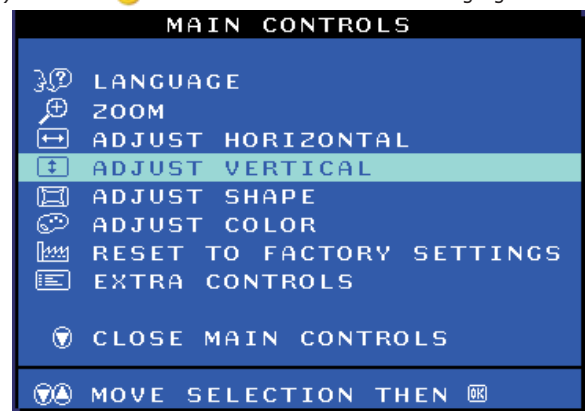 MAIN CONTROLS
LANGUAGE
ZOOM
ADJUST HORIZONTAL
ADJUST VERTICAL
ADJUST SHAPE
ADJUST COLOR
RESET TO FACTORY SETTINGS
EXTRA CONTROLS
CLOSE MAIN CONTROLS
MOVE SELECTION THEN OK